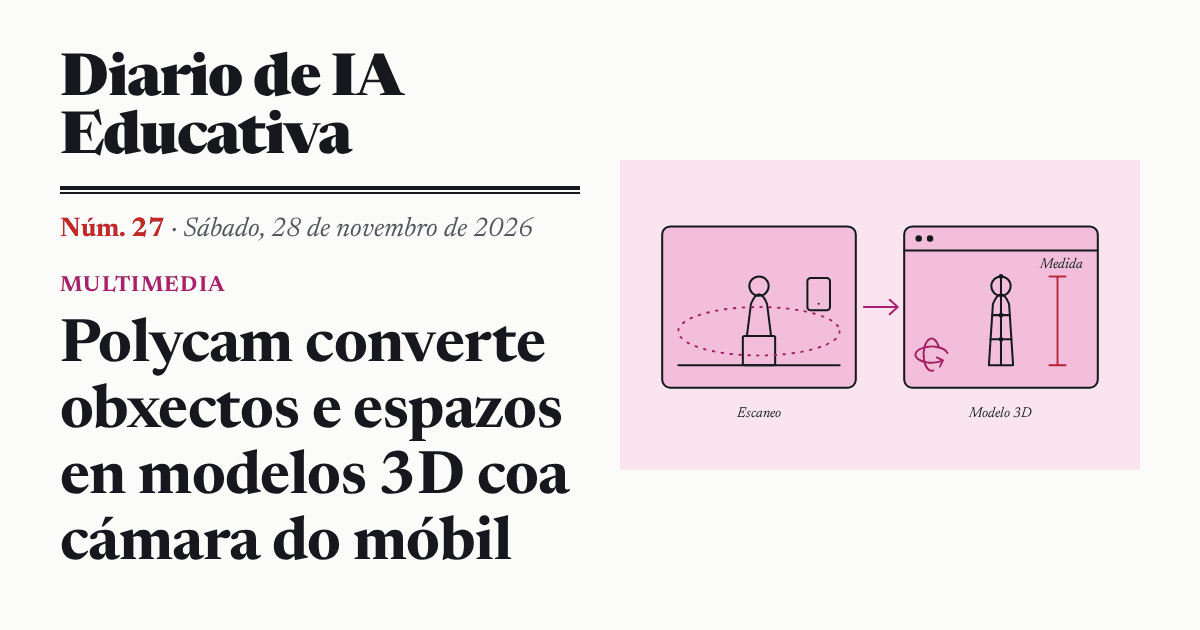 Diario de IA
Educativa
Núm. 27 · Sábado, 28 de novembro de 2026
MULTIMEDIA
Polycam converte
obxectos e espazos
en modelos 3D coa
cámara do móbil
Medida
Escaneo
Modelo 3D